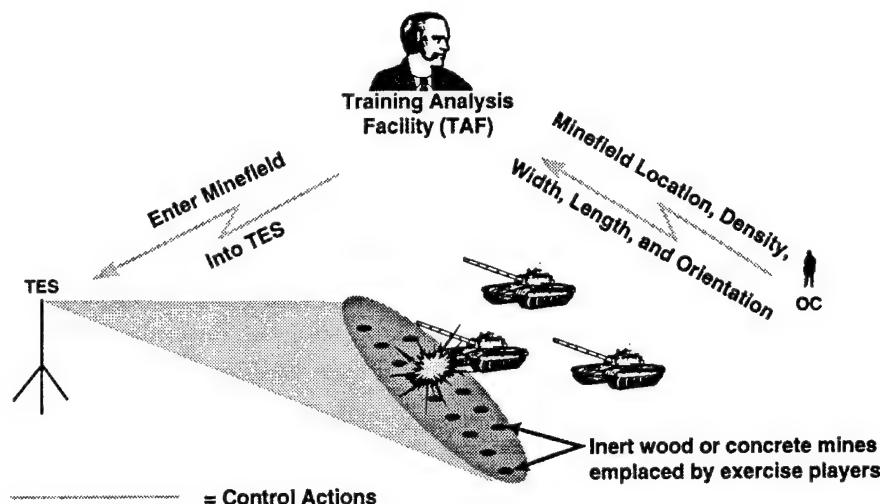 Training Analysis
Facility (TAF)
Enter Minefield
Into TES
Minefield Location, Density,
Width, Length, and Orientation
TES
OC
Inert wood or concrete mines
emplaced by exercise players
= Control Actions